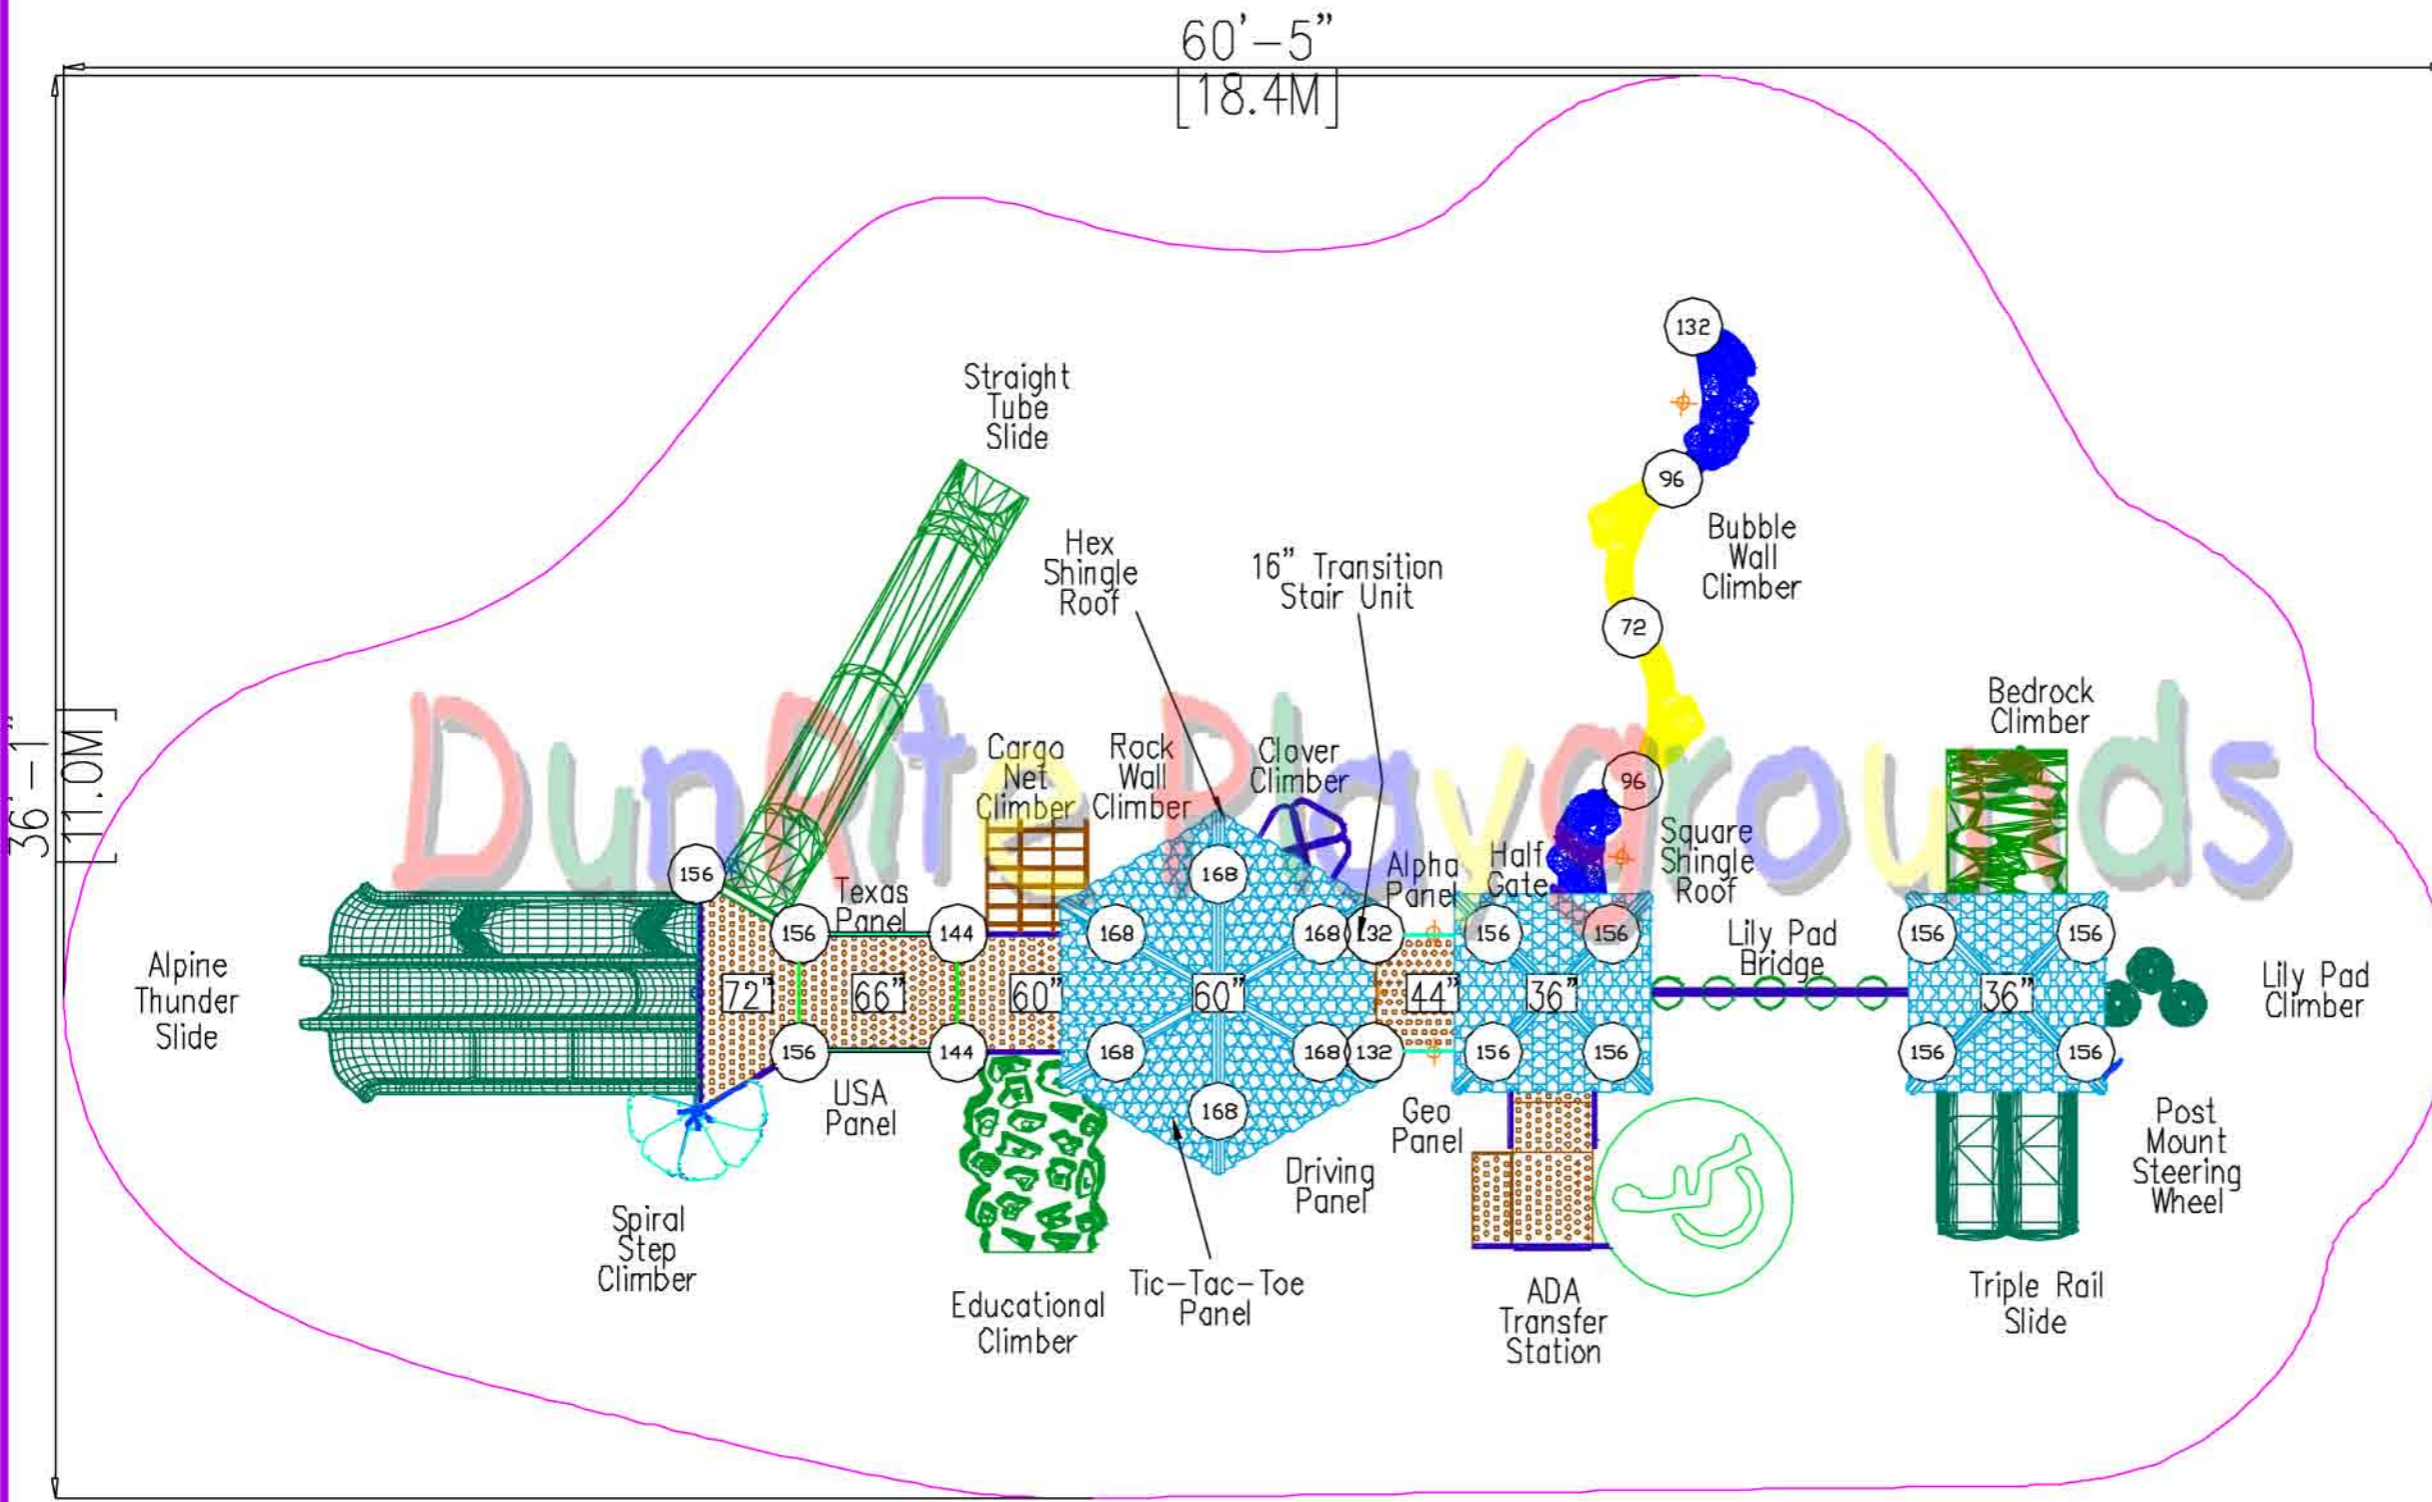 60'-5"
[18.4M]
36'-1"
11.0M
DunRite Playgrounds
Straight
Tube
Slide
132
96
Bubble
Wall
Climber
Hex
Shingle
Roof
16" Transition
Stair Unit
72
Bedrock
Climber
Cargo
Net
Climber
Rock
Wall
Climber
Clover
Climber
96
Square
Shingle
Roof
Half
Gate
Alpha
Panel
Texas
Panel
156
168
156
144
168
168
132
156
156
156
156
Lily Pad
Bridge
Alpine
Thunder
Slide
72"
66"
60"
60"
44"
36"
36"
Lily Pad
Climber
156
144
168
168
132
156
156
156
156
168
USA
Panel
Geo
Panel
Driving
Panel
Post
Mount
Steering
Wheel
Spiral
Step
Climber
Educational
Climber
Tic-Tac-Toe
Panel
ADA
Transfer
Station
Triple Rail
Slide